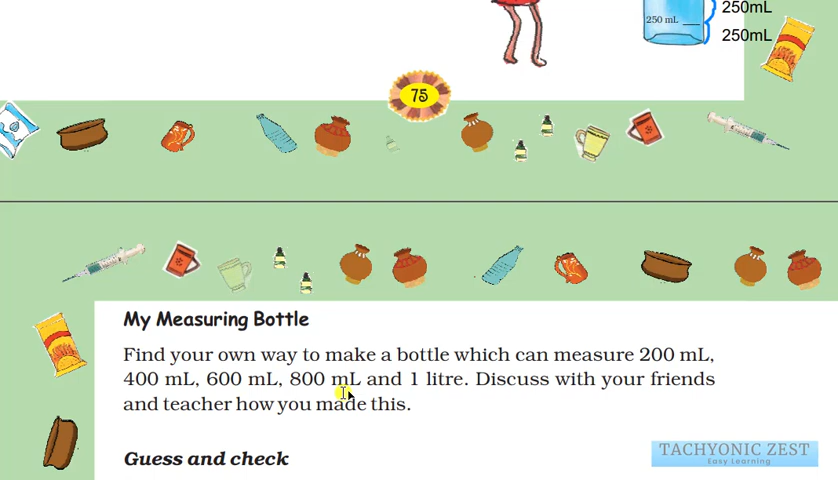 250mL
250 mL
250mL
75
My Measuring Bottle
Find your own way to make a bottle which can measure 200 mL,
400 mL, 600 mL, 800 mL and 1 litre. Discuss with your friends
and teacher how you made this.
Guess and check
TACHYONIC ZEST
Easy Learning